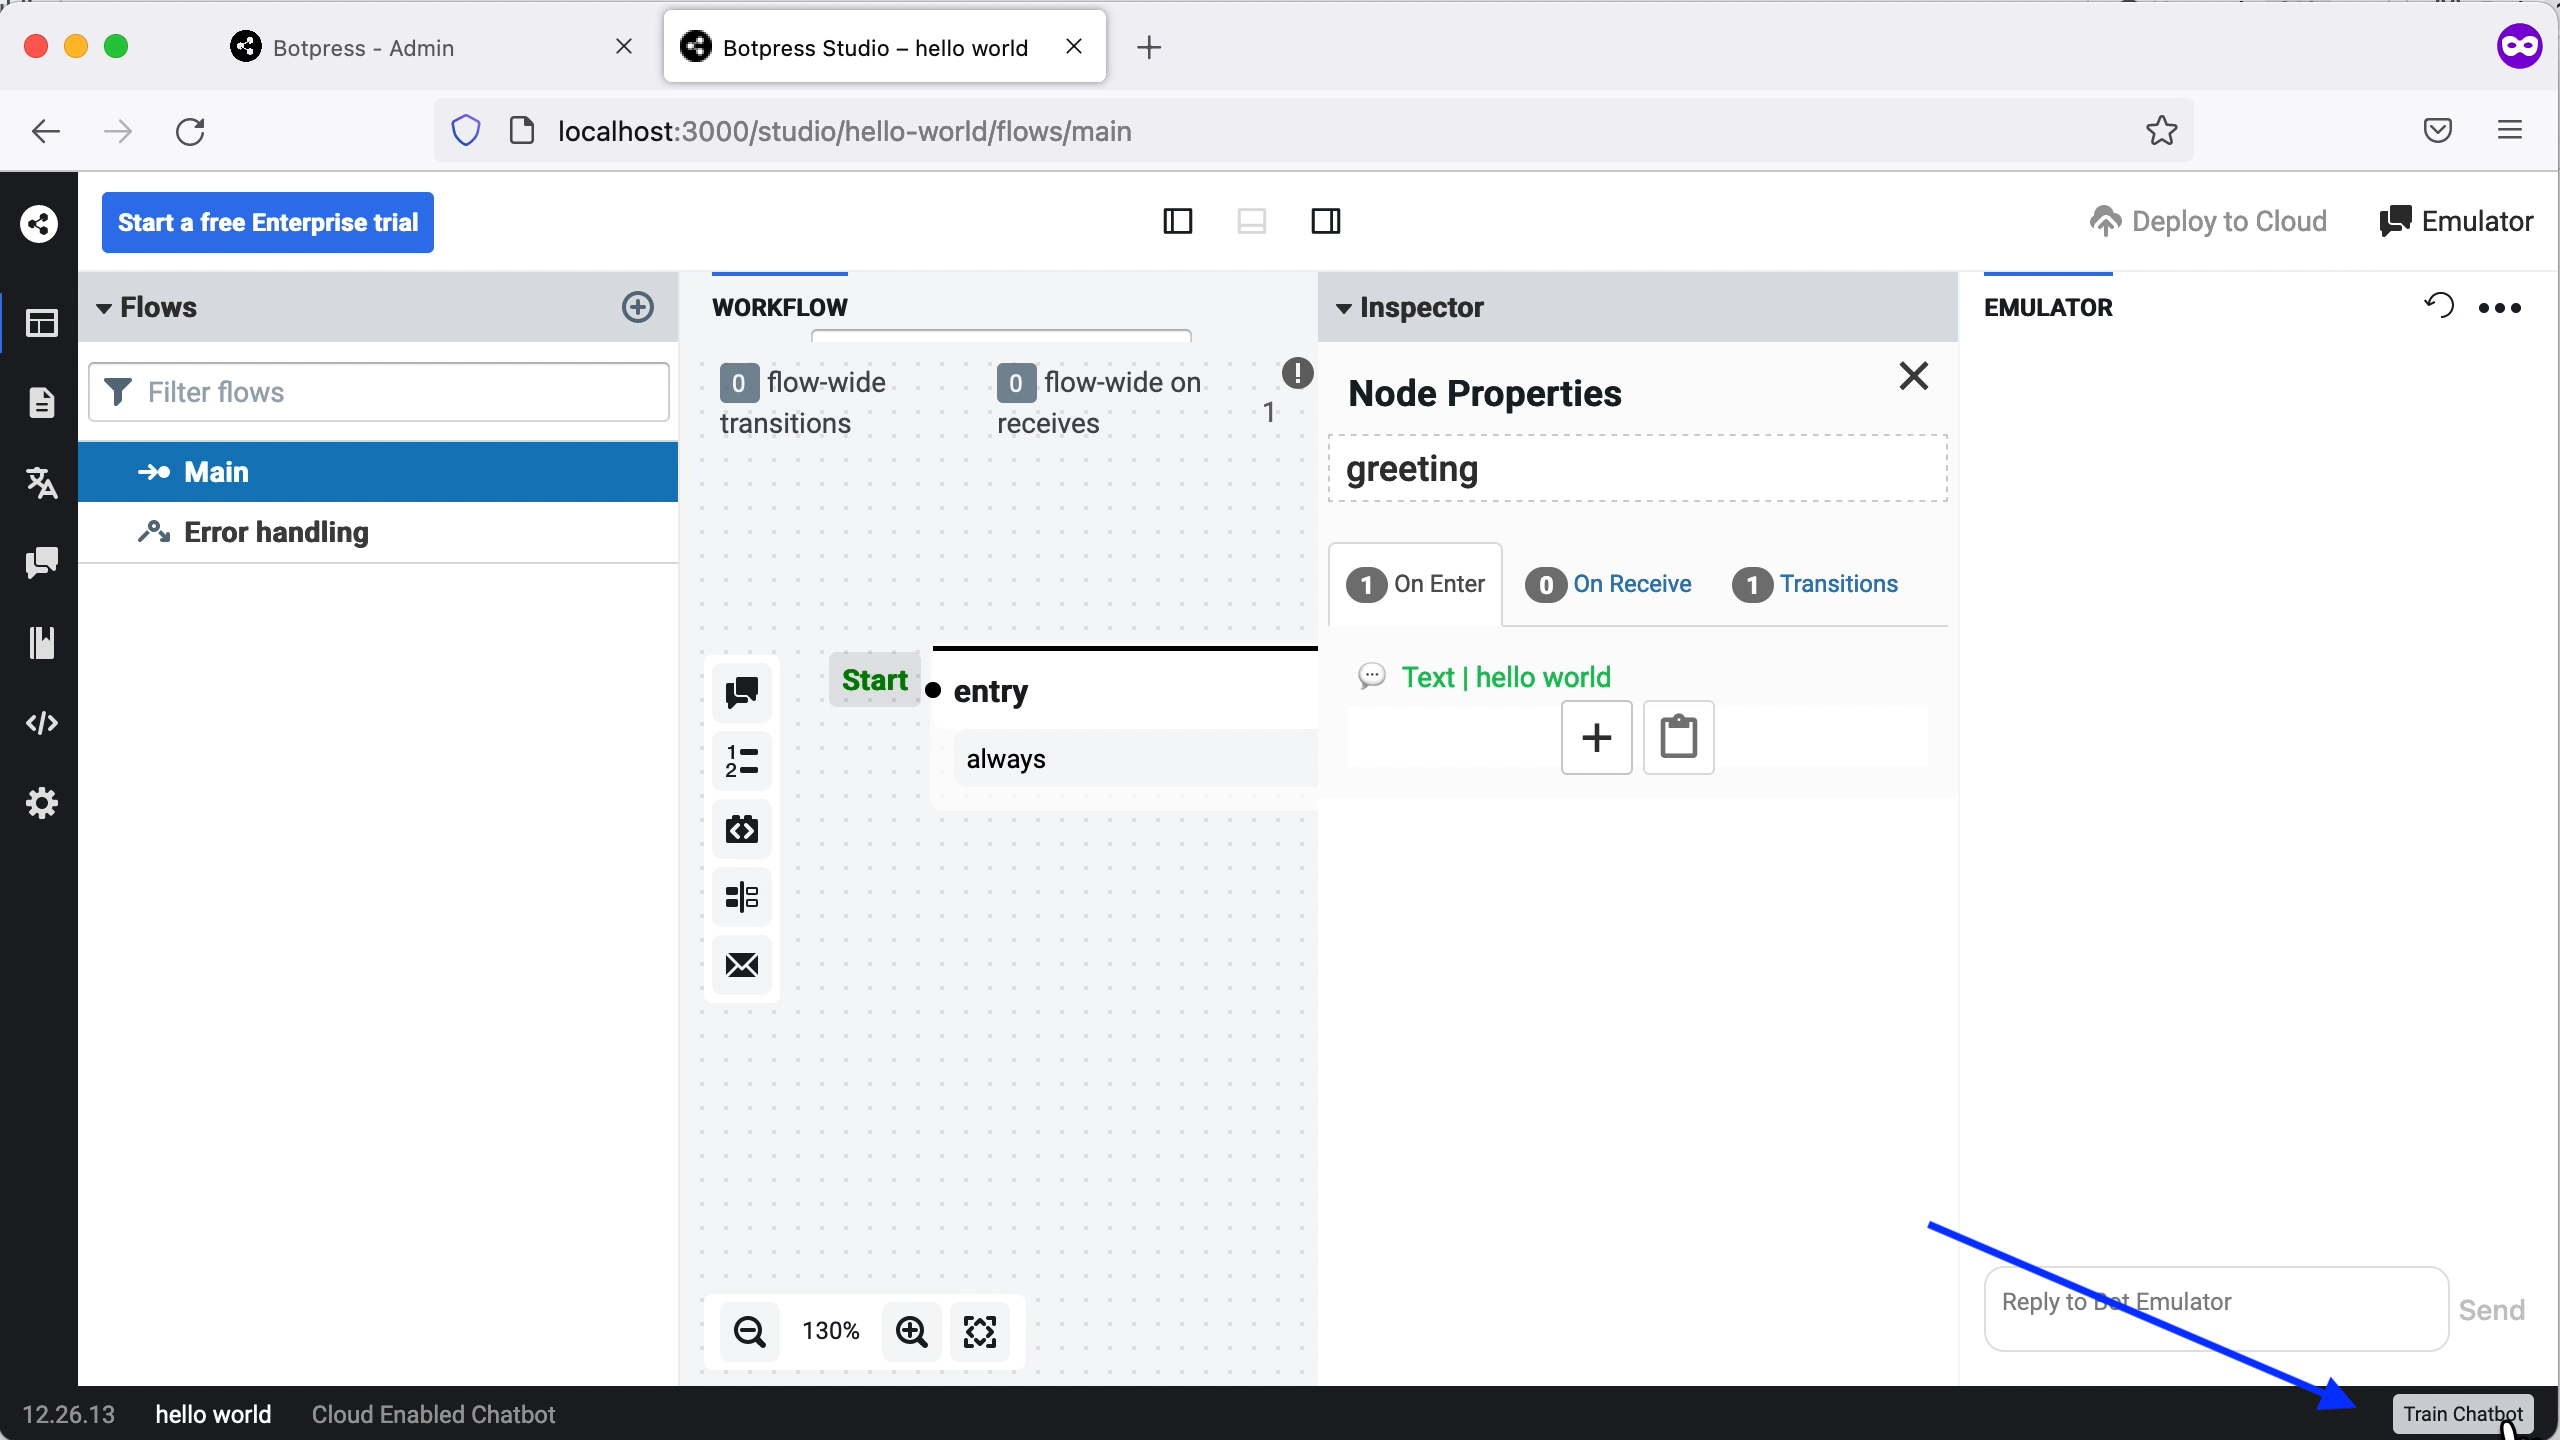 Botpress - Admin
Botpress Studio – hello world
localhost:3000/studio/hello-world/flows/main
Start a free Enterprise trial
Deploy to Cloud
Emulator
Flows
WORKFLOW
Inspector
EMULATOR
Filter flows
0 flow-wide
transitions
0 flow-wide on
receives
1
Node Properties
greeting
Main
Error handling
1 On Enter
0 On Receive
1 Transitions
Text | hello world
Start
entry
always
1
2
130%
Reply to Bot Emulator
Send
12.26.13
hello world
Cloud Enabled Chatbot
Train Chatbot